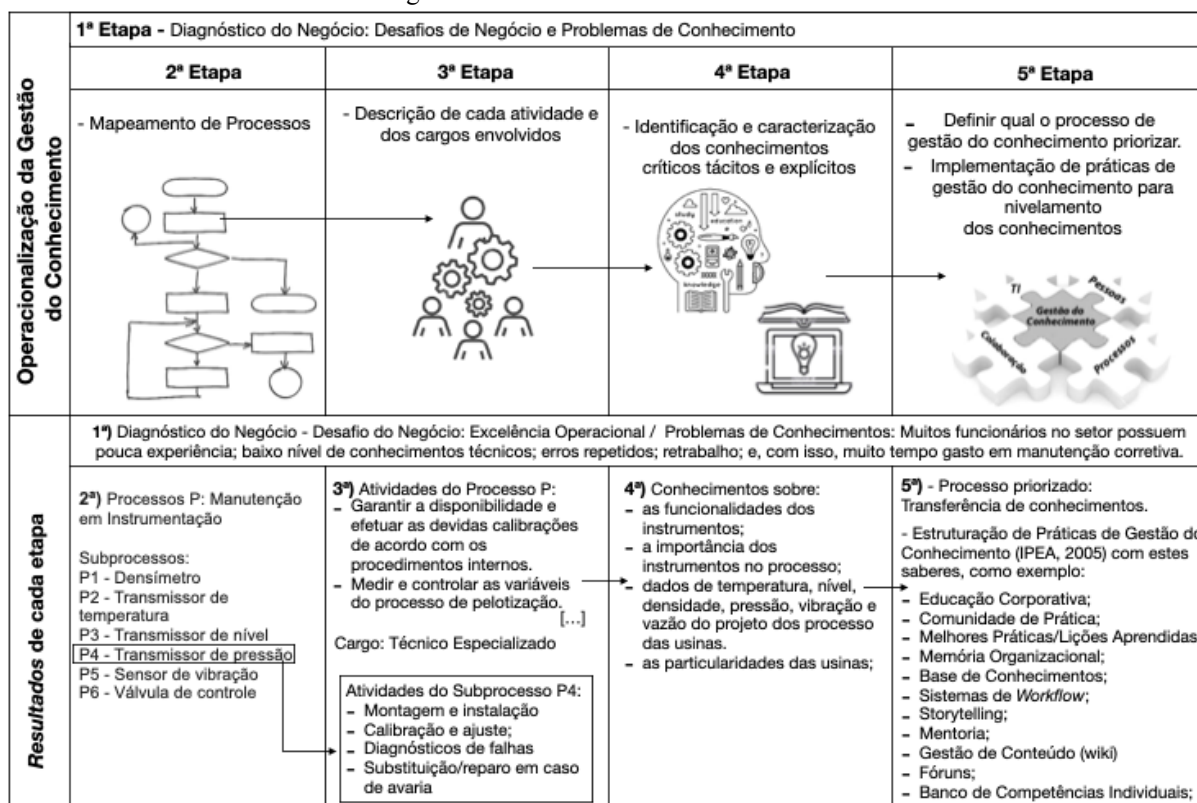 1ª Etapa - Diagnóstico do Negócio: Desafios de Negócio e Problemas de Conhecimento
Operacionalização da Gestão
do Conhecimento
2ª Etapa
- Mapeamento de Processos
3ª Etapa
- Descrição de cada atividade e
dos cargos envolvidos
4ª Etapa
- Identificação e caracterização
dos conhecimentos
críticos tácitos e explícitos
study
education
knowledge
5ª Etapa
- Definir qual o processo de
gestão do conhecimento priorizar.
- Implementação de práticas de
gestão do conhecimento para
nivelamento
dos conhecimentos
TI
Pessoas
Gestão do
Conhecimento
Colaboração
Processos
Resultados de cada etapa
1ª) Diagnóstico do Negócio - Desafio do Negócio: Excelência Operacional / Problemas de Conhecimentos: Muitos funcionários no setor possuem
pouca experiência; baixo nível de conhecimentos técnicos; erros repetidos; retrabalho; e, com isso, muito tempo gasto em manutenção corretiva.
2ª) Processos P: Manutenção
em Instrumentação
Subprocessos:
P1 - Densímetro
P2 - Transmissor de
temperatura
P3 - Transmissor de nível
P4 - Transmissor de pressão
P5 - Sensor de vibração
P6 - Válvula de controle
3ª) Atividades do Processo P:
- Garantir a disponibilidade e
efetuar as devidas calibrações
de acordo com os
procedimentos internos.
- Medir e controlar as variáveis
do processo de pelotização.
[...]
Cargo: Técnico Especializado
Atividades do Subprocesso P4:
- Montagem e instalação
- Calibração e ajuste;
- Diagnósticos de falhas
- Substituição/reparo em caso
de avaria
4ª) Conhecimentos sobre:
- as funcionalidades dos
instrumentos;
- a importância dos
instrumentos no processo;
- dados de temperatura, nível,
densidade, pressão, vibração e
vazão do projeto dos processo
das usinas.
- as particularidades das usinas;
5ª) - Processo priorizado:
Transferência de conhecimentos.
- Estruturação de Práticas de Gestão do
Conhecimento (IPEA, 2005) com estes
saberes, como exemplo:
- Educação Corporativa;
- Comunidade de Prática;
- Melhores Práticas/Lições Aprendidas
- Memória Organizacional;
- Base de Conhecimentos;
- Sistemas de Workflow;
- Storytelling;
- Mentoria;
- Gestão de Conteúdo (wiki)
- Fóruns;
- Banco de Competências Individuais;